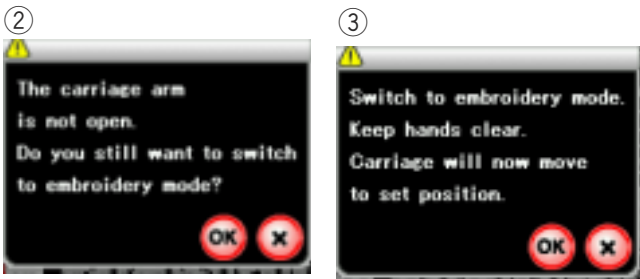 ②
The carriage arm
is not open.
Do you still want to switch
to embroidery mode?
OK ×
③
Switch to embroidery mode.
Keep hands clear.
Carriage will now move
to set position.
OK ×